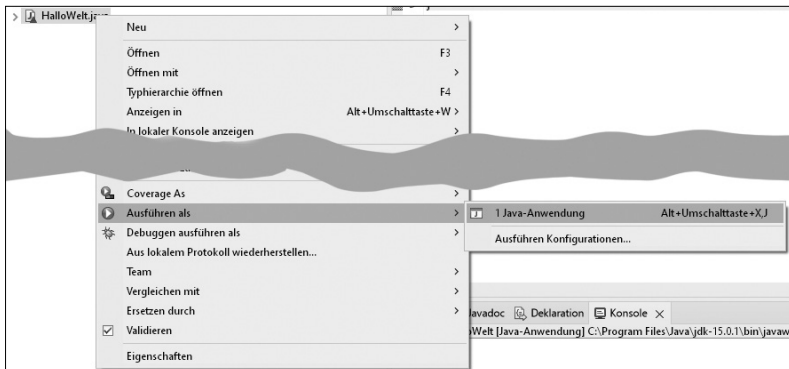 HalloWelt.java
Neu
Öffnen F3
Öffnen mit
Typhierarchie öffnen F4
Anzeigen in Alt+Umschalttaste+W
In lokaler Konsole anzeigen
Coverage As
Ausführen als
1 Java-Anwendung Alt+Umschalttaste+X,J
Debuggen ausführen als
Ausführen Konfigurationen...
Aus lokalem Protokoll wiederherstellen...
Team
Vergleichen mit
Ersetzen durch
Javadoc Deklaration Konsole
Validieren
Welt [Java-Anwendung] C:\Program Files\Java\jdk-15.0.1\bin\javaw
Eigenschaften